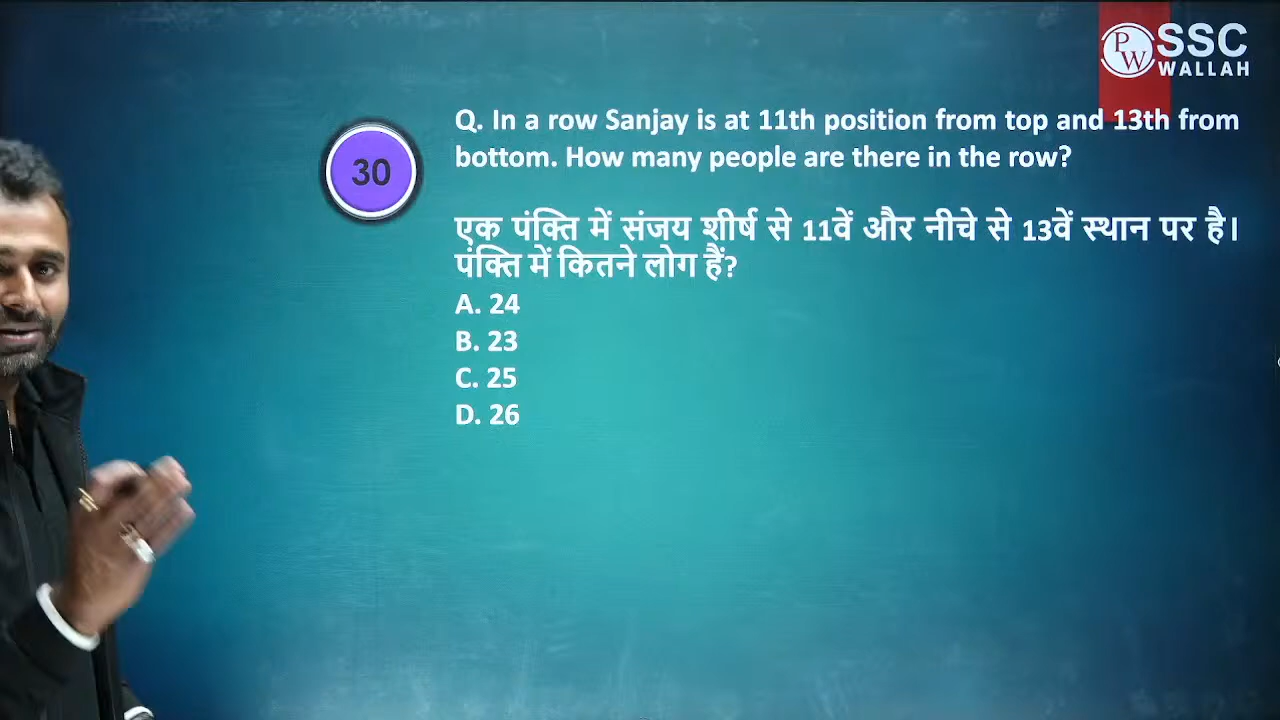 PW
SSC
WALLAH
30
Q. In a row Sanjay is at 11th position from top and 13th from
bottom. How many people are there in the row?
एक पंक्ति में संजय शीर्ष से 11वें और नीचे से 13वें स्थान पर है।
पंक्ति में कितने लोग हैं?
A. 24
B. 23
C. 25
D. 26